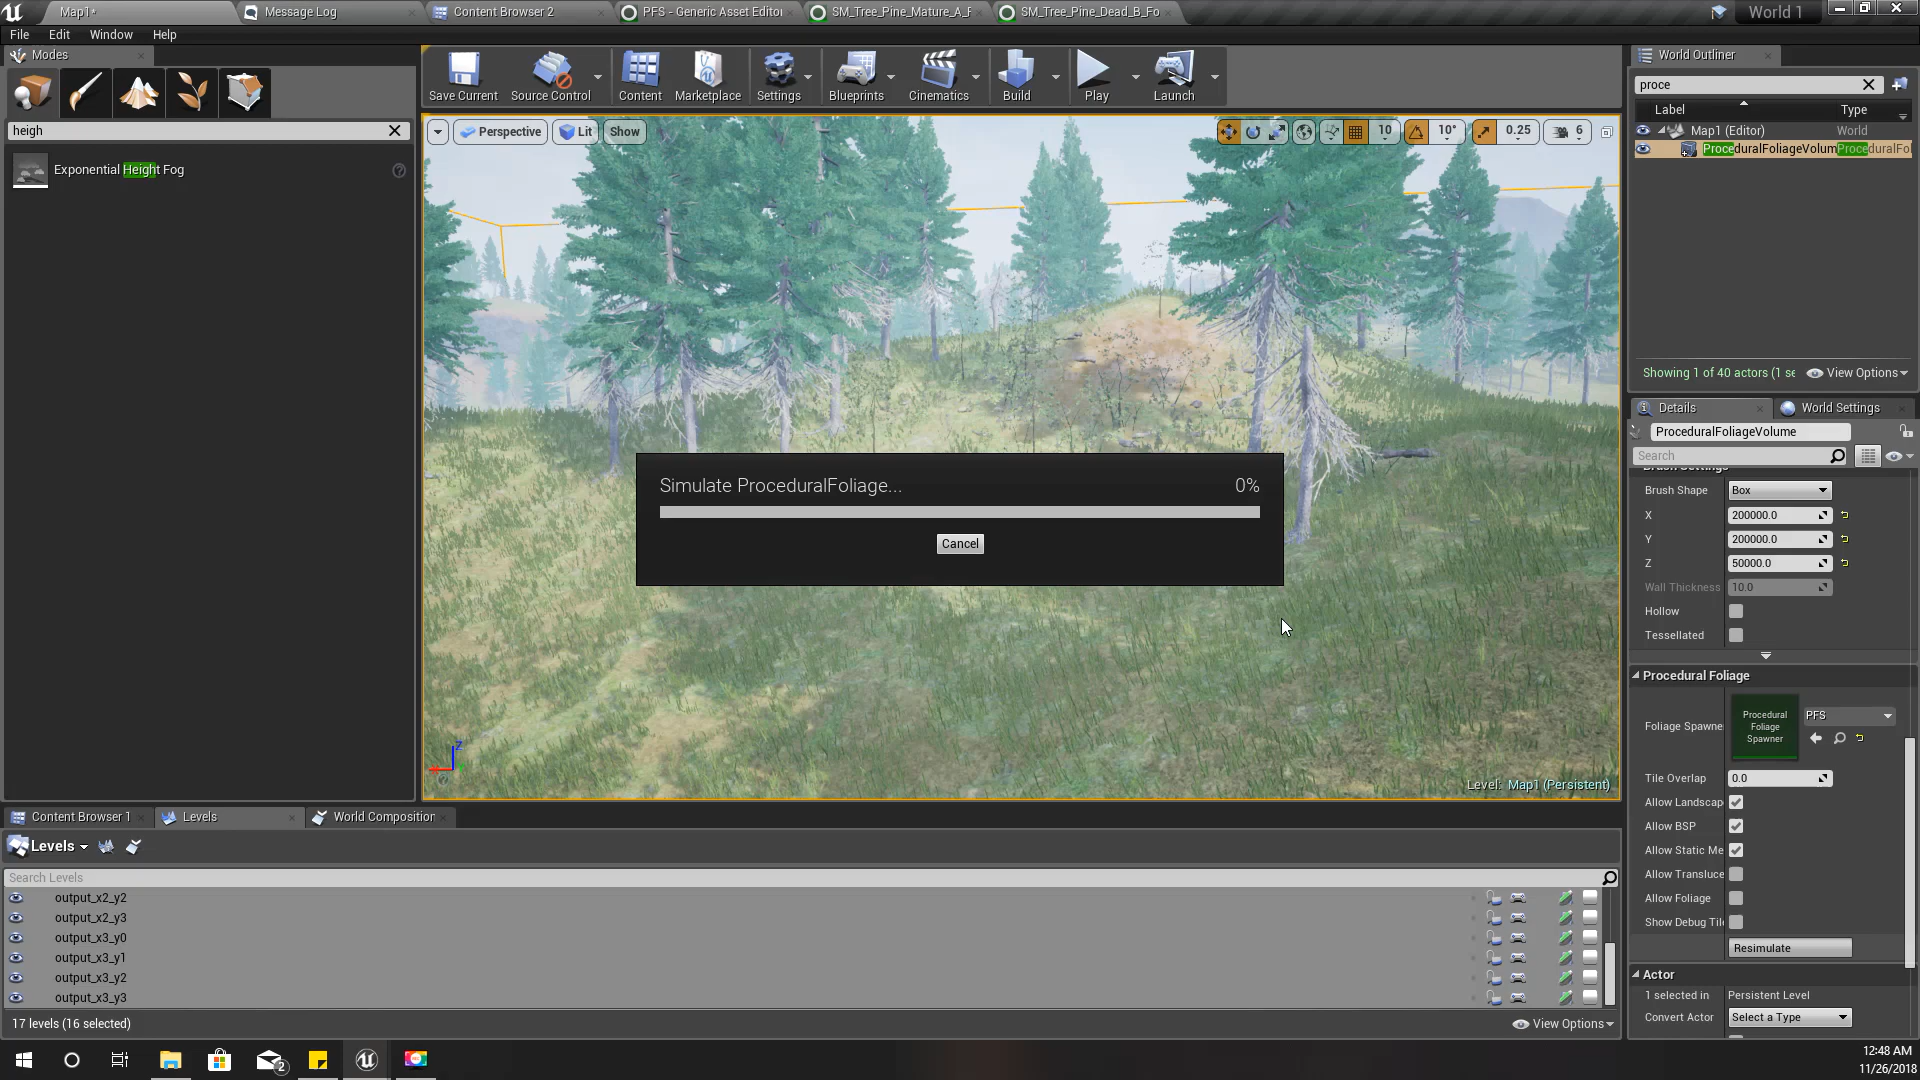 Map1*
Message Log
Content Browser 2
PFS - Generic Asset Editor
SM_Tree_Pine_Mature_A_F
SM_Tree_Pine_Dead_B_Fo
World 1
File Edit Window Help
Modes
heigh
Exponential Height Fog
Save Current
Source Control
Content
Marketplace
Settings
Blueprints
Cinematics
Build
Play
Launch
Perspective
Lit
Show
10
10°
0.25
6
Simulate ProceduralFoliage...
0%
Cancel
Level: Map1 (Persistent)
World Outliner
proce
Label
Type
Map1 (Editor)
World
ProceduralFoliageVolum
ProceduralFol
Showing 1 of 40 actors (1 se
View Options
Details
World Settings
ProceduralFoliageVolume
Search
Brush Settings
Brush Shape
Box
X
200000.0
Y
200000.0
Z
50000.0
Wall Thickness
10.0
Hollow
Tessellated
Procedural Foliage
Foliage Spawne
Procedural
Foliage
Spawner
PFS
Tile Overlap
0.0
Allow Landscap
Allow BSP
Allow Static Me
Allow Transluce
Allow Foliage
Show Debug Tile
Resimulate
Actor
1 selected in
Persistent Level
Convert Actor
Select a Type
Content Browser 1
Levels
World Composition
Levels
Search Levels
output_x2_y2
output_x2_y3
output_x3_y0
output_x3_y1
output_x3_y2
output_x3_y3
17 levels (16 selected)
View Options
2
12:48 AM
11/26/2018